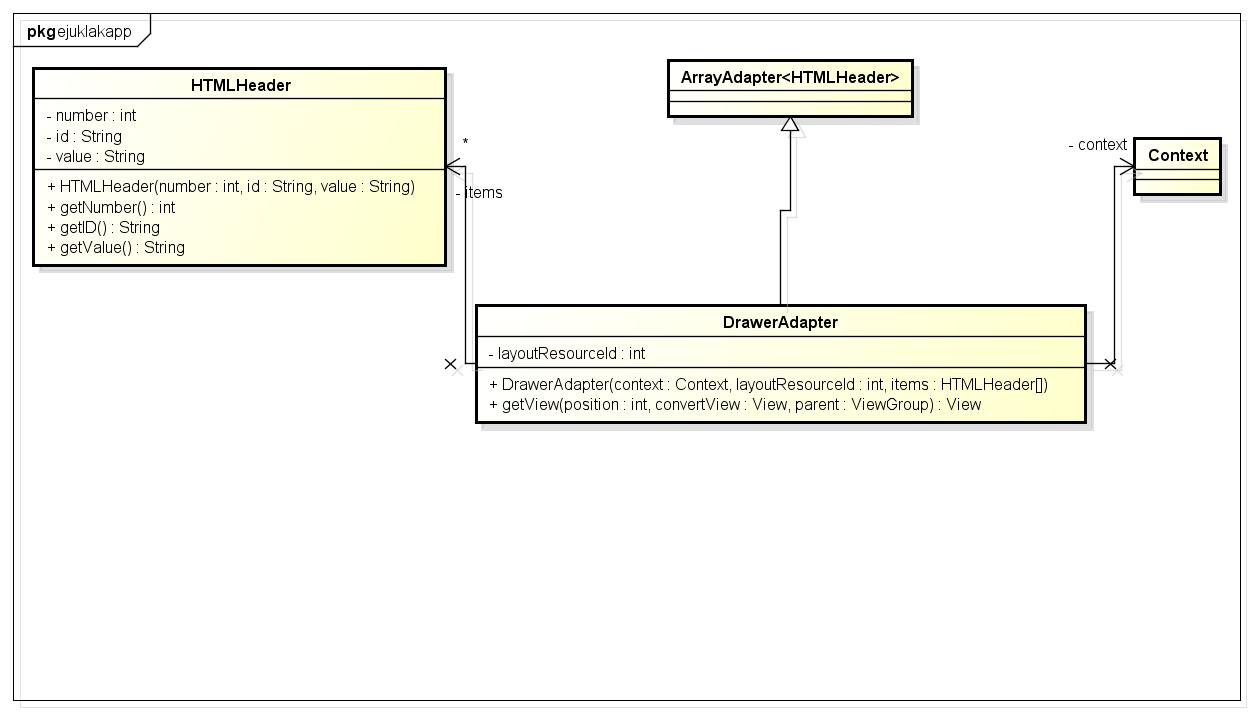 pkg ejuklakapp
HTMLHeader
- number : int
- id : String
- value : String
+ HTMLHeader(number : int, id : String, value : String)
+ getNumber() : int
+ getID() : String
+ getValue() : String
*
- items
ArrayAdapter<HTMLHeader>
- context
Context
DrawerAdapter
- layoutResourceId : int
+ DrawerAdapter(context : Context, layoutResourceId : int, items : HTMLHeader[])
+ getView(position : int, convertView : View, parent : ViewGroup) : View